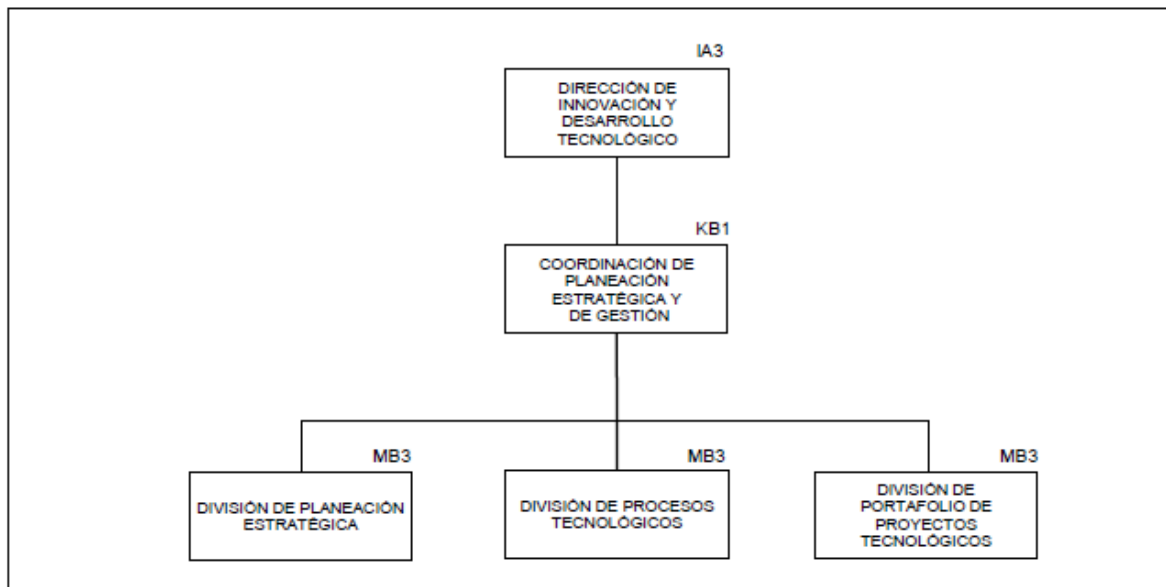 IA3
DIRECCIÓN DE
INNOVACIÓN Y
DESARROLLO
TECNOLÓGICO
KB1
COORDINACIÓN DE
PLANEACIÓN
ESTRATÉGICA Y
DE GESTIÓN
MB3
DIVISIÓN DE PLANEACIÓN
ESTRATÉGICA
MB3
DIVISIÓN DE PROCESOS
TECNOLÓGICOS
MB3
DIVISIÓN DE
PORTAFOLIO DE
PROYECTOS
TECNOLÓGICOS